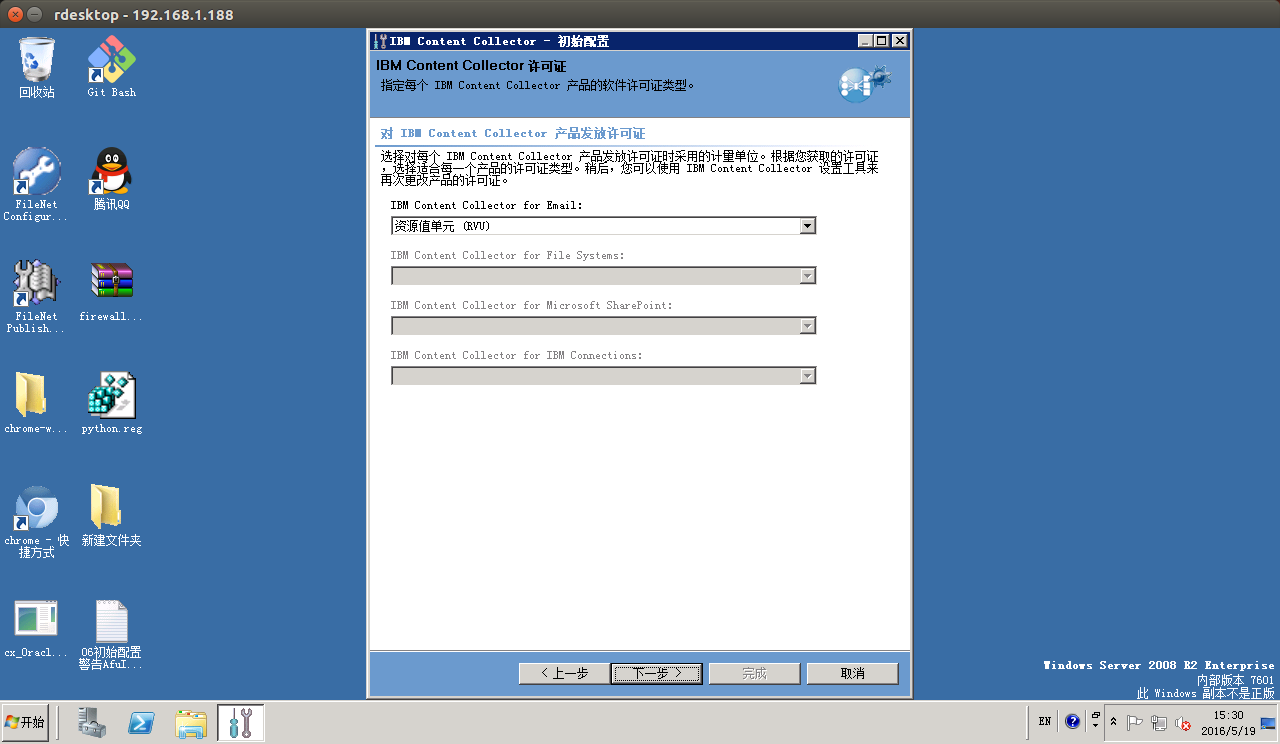 rdesktop - 192.168.1.188
回收站
Git Bash
FileNet
Configur...
腾讯QQ
FileNet
Publish...
firewall...
chrome-w...
python.reg
chrome - 快
捷方式
新建文件夹
cx_Oracl...
06初始配置
警告AfuI...
IBM Content Collector - 初始配置
IBM Content Collector 许可证
指定每个 IBM Content Collector 产品的软件许可证类型。
对 IBM Content Collector 产品发放许可证
选择对每个 IBM Content Collector 产品发放许可证时采用的计量单位。根据您获取的许可证
，选择适合每一个产品的许可证类型。稍后，您可以使用 IBM Content Collector 设置工具来
再次更改产品的许可证。
IBM Content Collector for Email:
资源值单元 (RVU)
IBM Content Collector for File Systems:
IBM Content Collector for Microsoft SharePoint:
IBM Content Collector for IBM Connections:
< 上一步
下一步 >
完成
取消
Windows Server 2008 R2 Enterprise
内部版本 7601
此 Windows 副本不是正版
开始
EN
15:30
2016/5/19